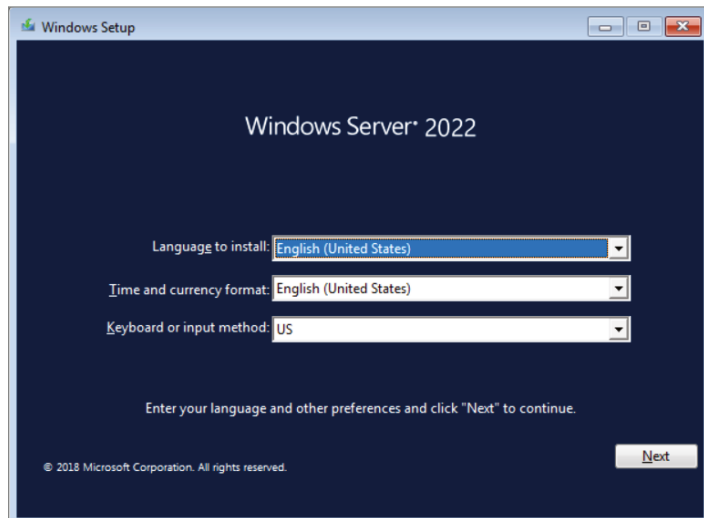 Windows Setup
Windows Server® 2022
Language to install: English (United States)
Time and currency format: English (United States)
Keyboard or input method: US
Enter your language and other preferences and click "Next" to continue.
Next
© 2018 Microsoft Corporation. All rights reserved.